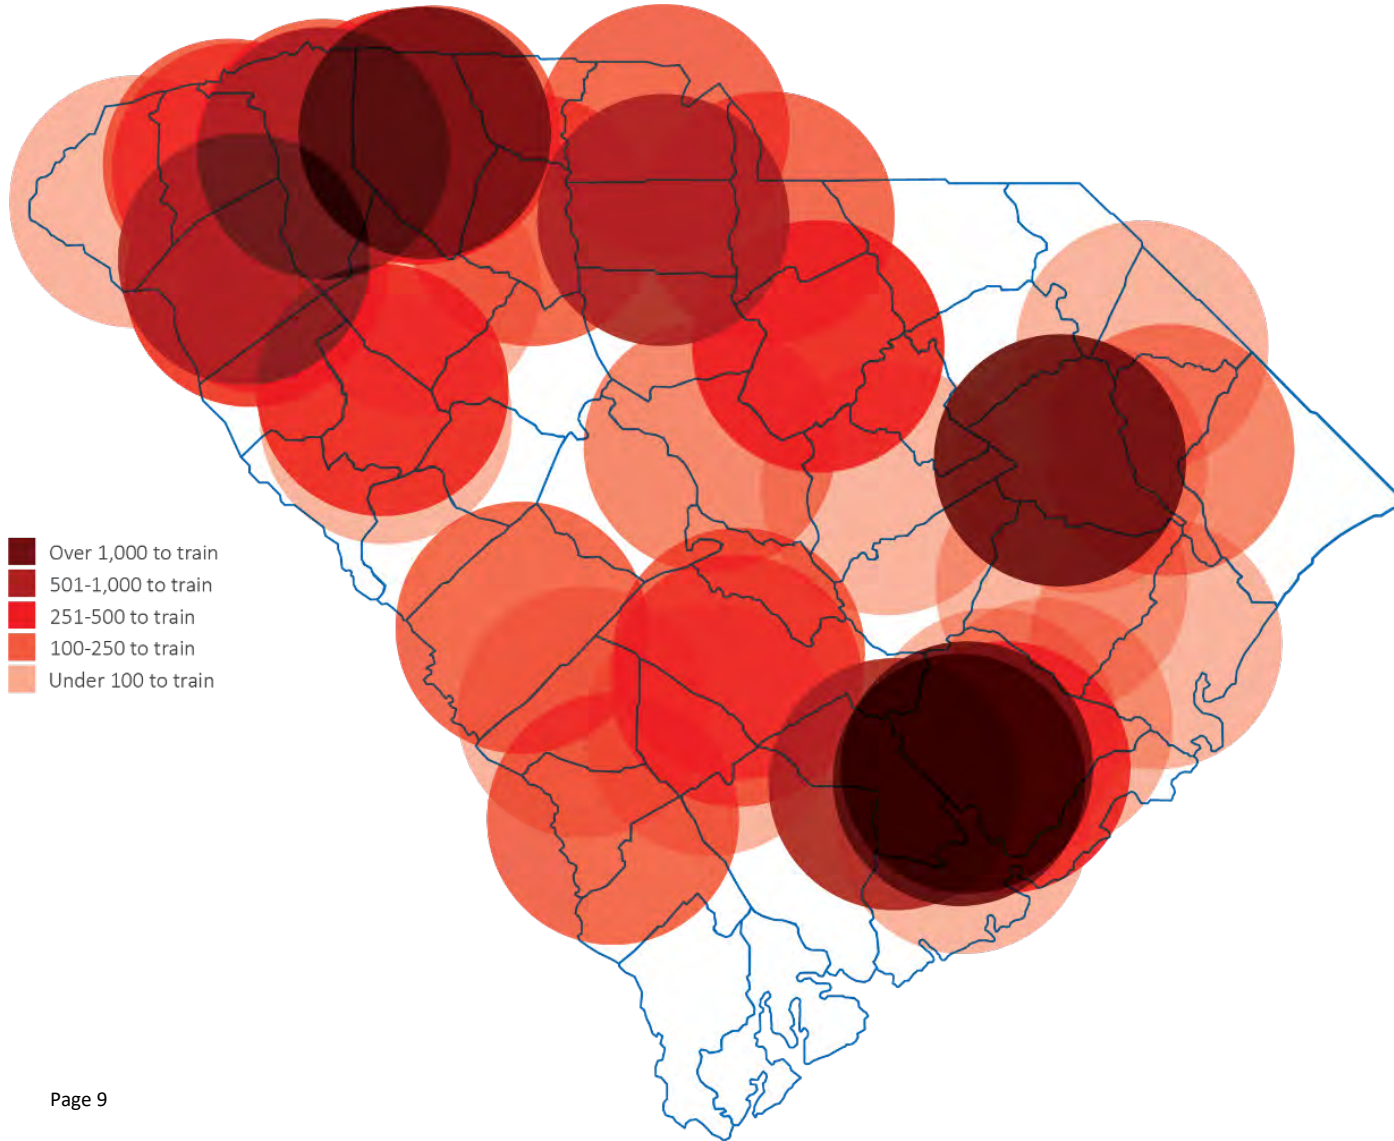 Over 1,000 to train
501-1,000 to train
251-500 to train
100-250 to train
Under 100 to train
Page 9